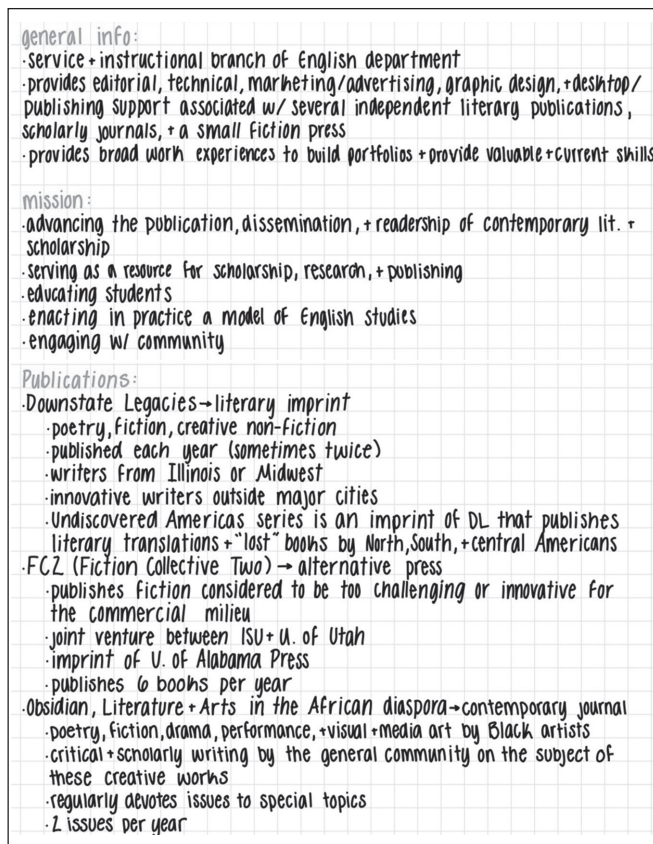 general info:
·service + instructional branch of English department
·provides editorial, technical, marketing/advertising, graphic design, + desktop/
publishing support associated w/ several independent literary publications,
scholarly journals, + a small fiction press
·provides broad work experiences to build portfolios + provide valuable + current skills
mission:
·advancing the publication, dissemination, + readership of contemporary lit. +
scholarship
·serving as a resource for scholarship, research, + publishing
·educating students
·enacting in practice a model of English studies
·engaging w/ community
Publications:
·Downstate Legacies→literary imprint
·poetry, fiction, creative non-fiction
·published each year (sometimes twice)
·writers from Illinois or Midwest
·innovative writers outside major cities
·Undiscovered Americas series is an imprint of DL that publishes
literary translations + "lost" books by North, South, + central Americans
·FC2 (Fiction Collective Two) → alternative press
·publishes fiction considered to be too challenging or innovative for
the commercial milieu
·joint venture between ISU + U. of Utah
·imprint of U. of Alabama Press
·publishes 6 books per year
·Obsidian, Literature + Arts in the African diaspora→contemporary journal
·poetry, fiction, drama, performance, + visual + media art by Black artists
·critical + scholarly writing by the general community on the subject of
these creative works
·regularly devotes issues to special topics
·2 issues per year